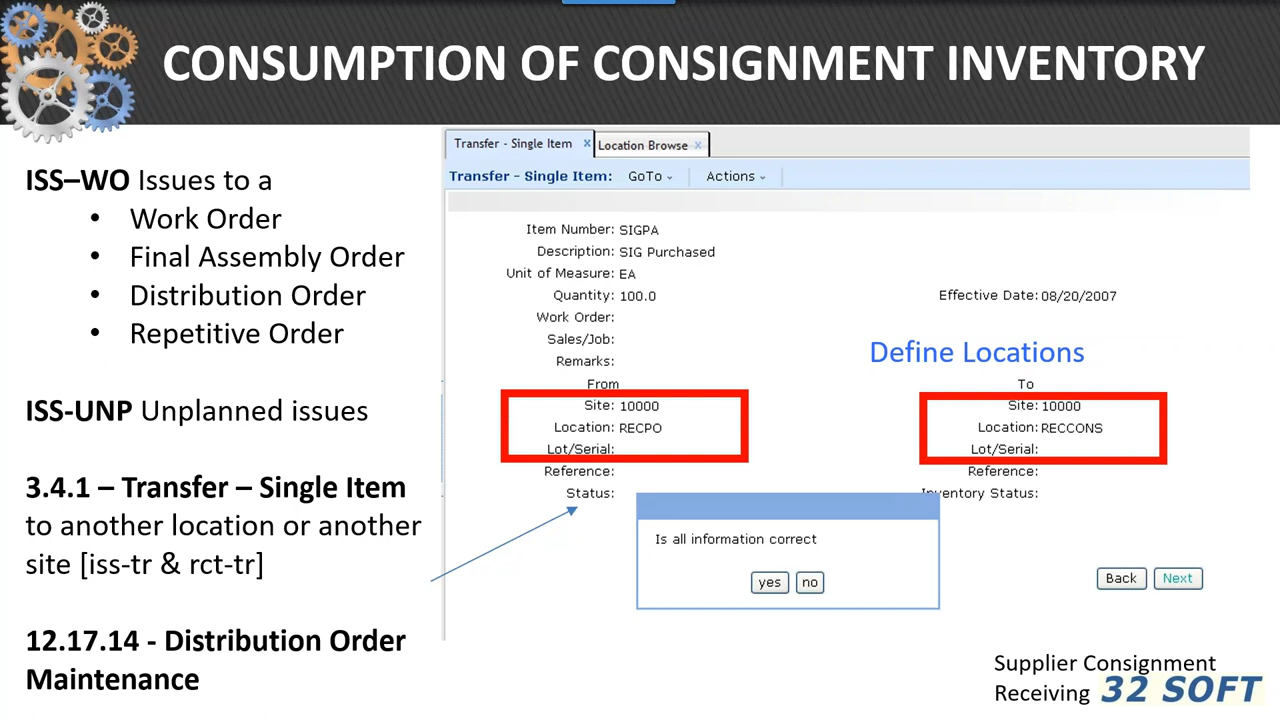 CONSUMPTION OF CONSIGNMENT INVENTORY
ISS–WO Issues to a
• Work Order
• Final Assembly Order
• Distribution Order
• Repetitive Order
ISS-UNP Unplanned issues
3.4.1 – Transfer – Single Item
to another location or another
site [iss-tr & rct-tr]
12.17.14 - Distribution Order
Maintenance
Transfer - Single Item x Location Browse x
Transfer - Single Item: GoTo Actions
Item Number: SIGPA
Description: SIG Purchased
Unit of Measure: EA
Quantity: 100.0 Effective Date: 08/20/2007
Work Order:
Sales/Job:
Remarks:
Define Locations
From To
Site: 10000 Site: 10000
Location: RECPO Location: RECCONS
Lot/Serial: Lot/Serial:
Reference: Reference:
Status: Inventory Status:
Is all information correct
yes no
Back Next
Supplier Consignment
Receiving 32 SOFT